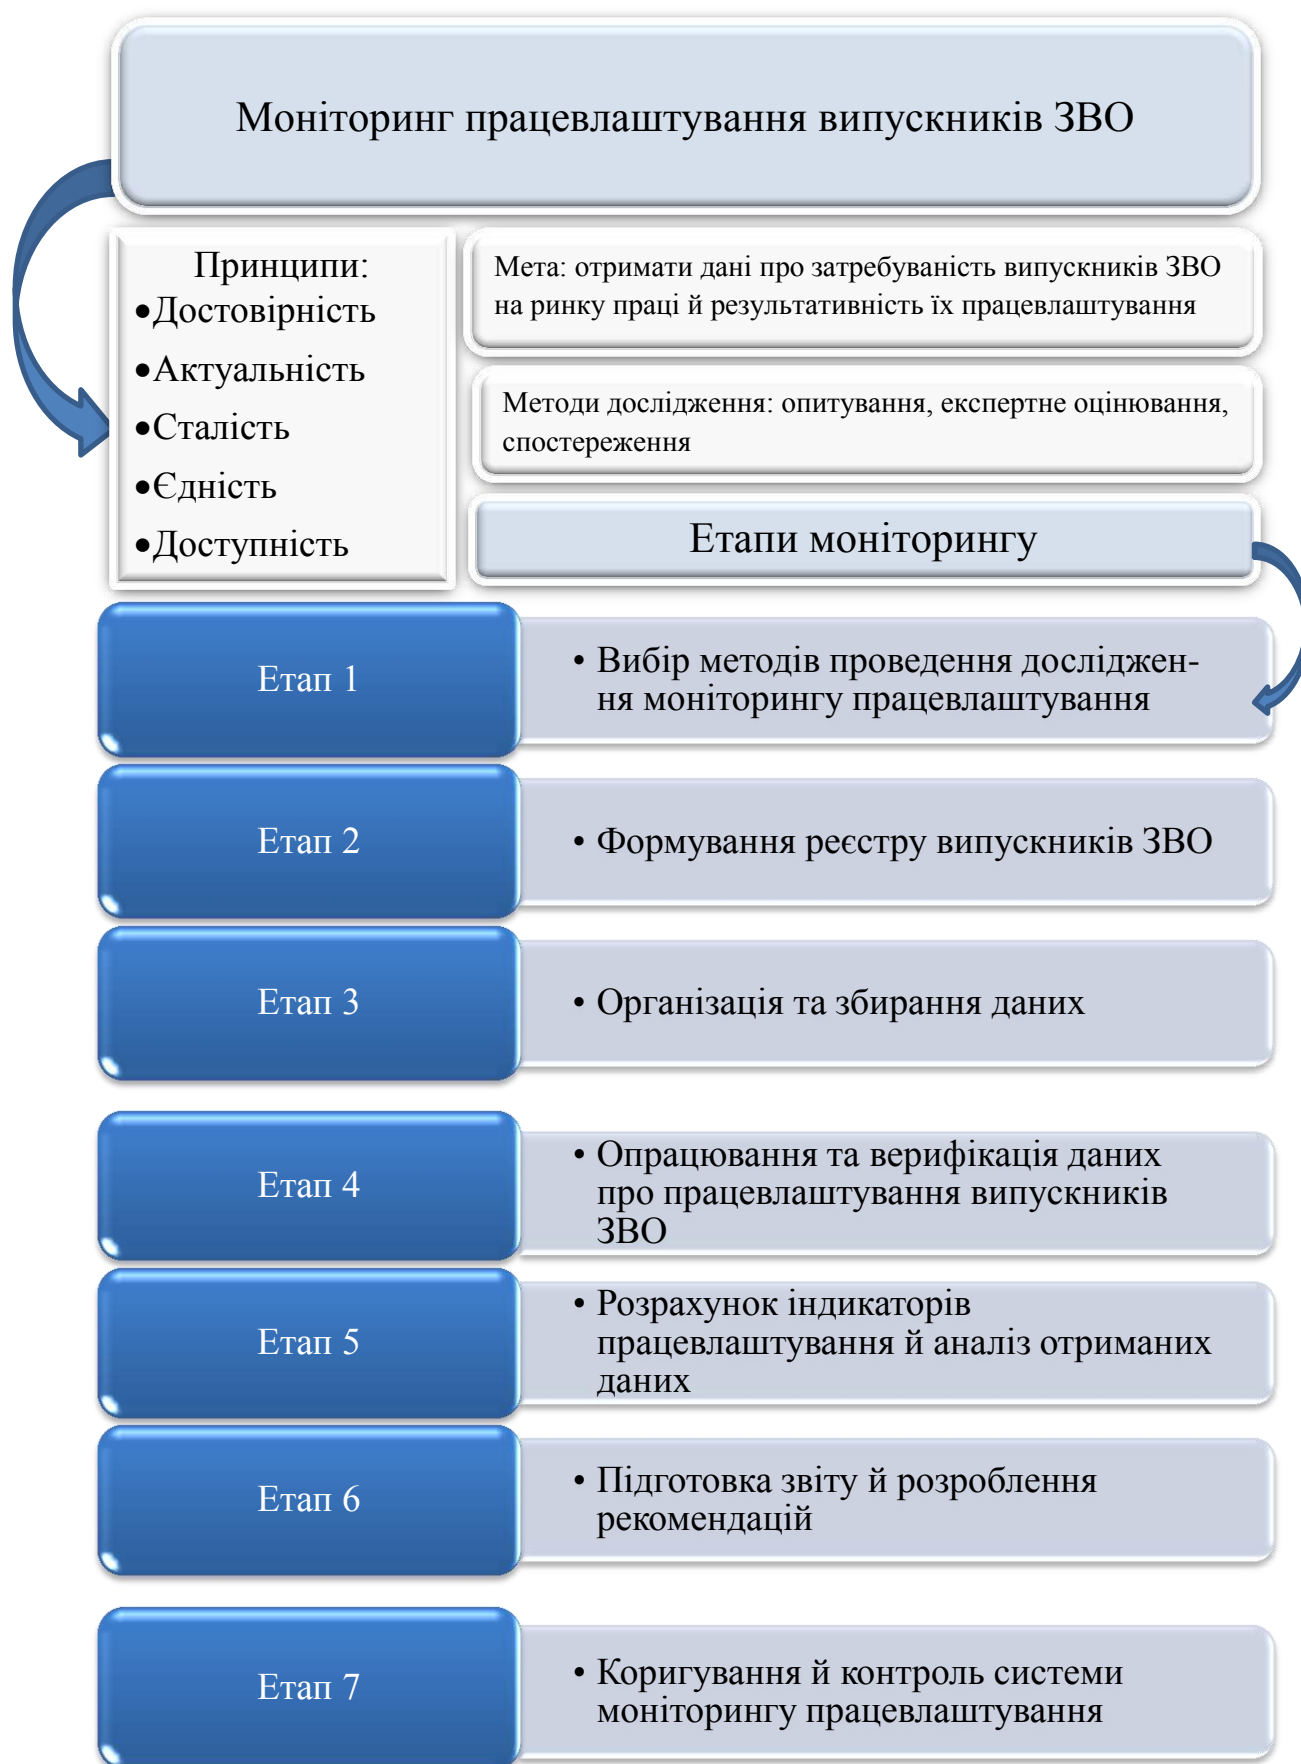 Моніторинг працевлаштування випускників ЗВО
Принципи:
•Достовірність
•Актуальність
•Сталість
•Єдність
•Доступність
Мета: отримати дані про затребуваність випускників ЗВО
на ринку праці й результативність їх працевлаштування
Методи дослідження: опитування, експертне оцінювання,
спостереження
Етапи моніторингу
Етап 1
• Вибір методів проведення дослiджен-
ня моніторингу працевлаштування
Етап 2
• Формування реєстру випускників ЗВО
Етап 3
• Організація та збирання даних
Етап 4
• Опрацювання та верифікація даних
про працевлаштування випускників
ЗВО
Етап 5
• Розрахунок індикаторів
працевлаштування й аналіз отриманих
даних
Етап 6
• Підготовка звіту й розроблення
рекомендацій
Етап 7
• Коригування й контроль системи
моніторингу працевлаштування